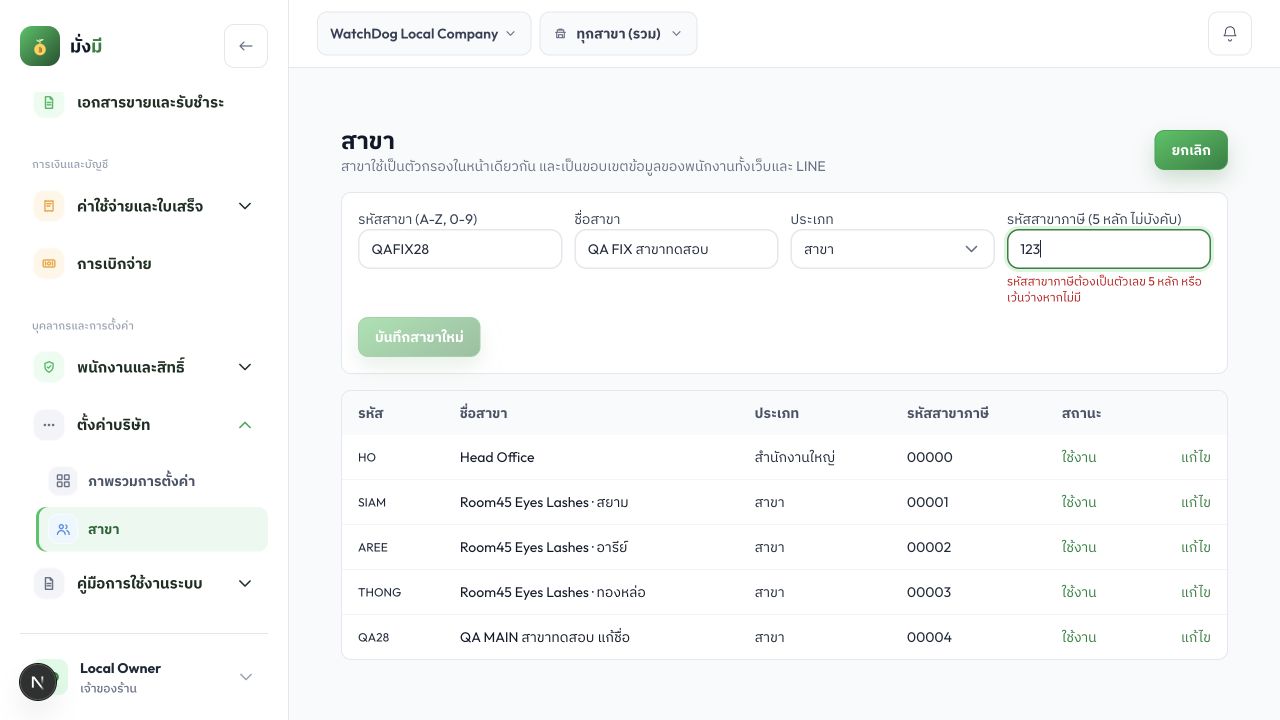 มั่งมี
WatchDog Local Company
ทุกสาขา (รวม)
เอกสารขายและรับชำระ
การเงินและบัญชี
ค่าใช้จ่ายและใบเสร็จ
การเบิกจ่าย
บุคลากรและการตั้งค่า
พนักงานและสิทธิ์
ตั้งค่าบริษัท
ภาพรวมการตั้งค่า
สาขา
คู่มือการใช้งานระบบ
N
Local Owner
เจ้าของร้าน
สาขา
สาขาใช้เป็นตัวกรองในหน้าเดียวกัน และเป็นขอบเขตข้อมูลของพนักงานทั้งเว็บและ LINE
ยกเลิก
รหัสสาขา (A-Z, 0-9) ชื่อสาขา ประเภท รหัสสาขาภาษี (5 หลัก ไม่บังคับ)
QAFIX28 QA FIX สาขาทดสอบ สาขา 123
รหัสสาขาภาษีต้องเป็นตัวเลข 5 หลัก หรือ
เว้นว่างหากไม่มี
บันทึกสาขาใหม่
รหัส ชื่อสาขา ประเภท รหัสสาขาภาษี สถานะ
HO Head Office สำนักงานใหญ่ 00000 ใช้งาน แก้ไข
SIAM Room45 Eyes Lashes · สยาม สาขา 00001 ใช้งาน แก้ไข
AREE Room45 Eyes Lashes · อารีย์ สาขา 00002 ใช้งาน แก้ไข
THONG Room45 Eyes Lashes · ทองหล่อ สาขา 00003 ใช้งาน แก้ไข
QA28 QA MAIN สาขาทดสอบ แก้ชื่อ สาขา 00004 ใช้งาน แก้ไข